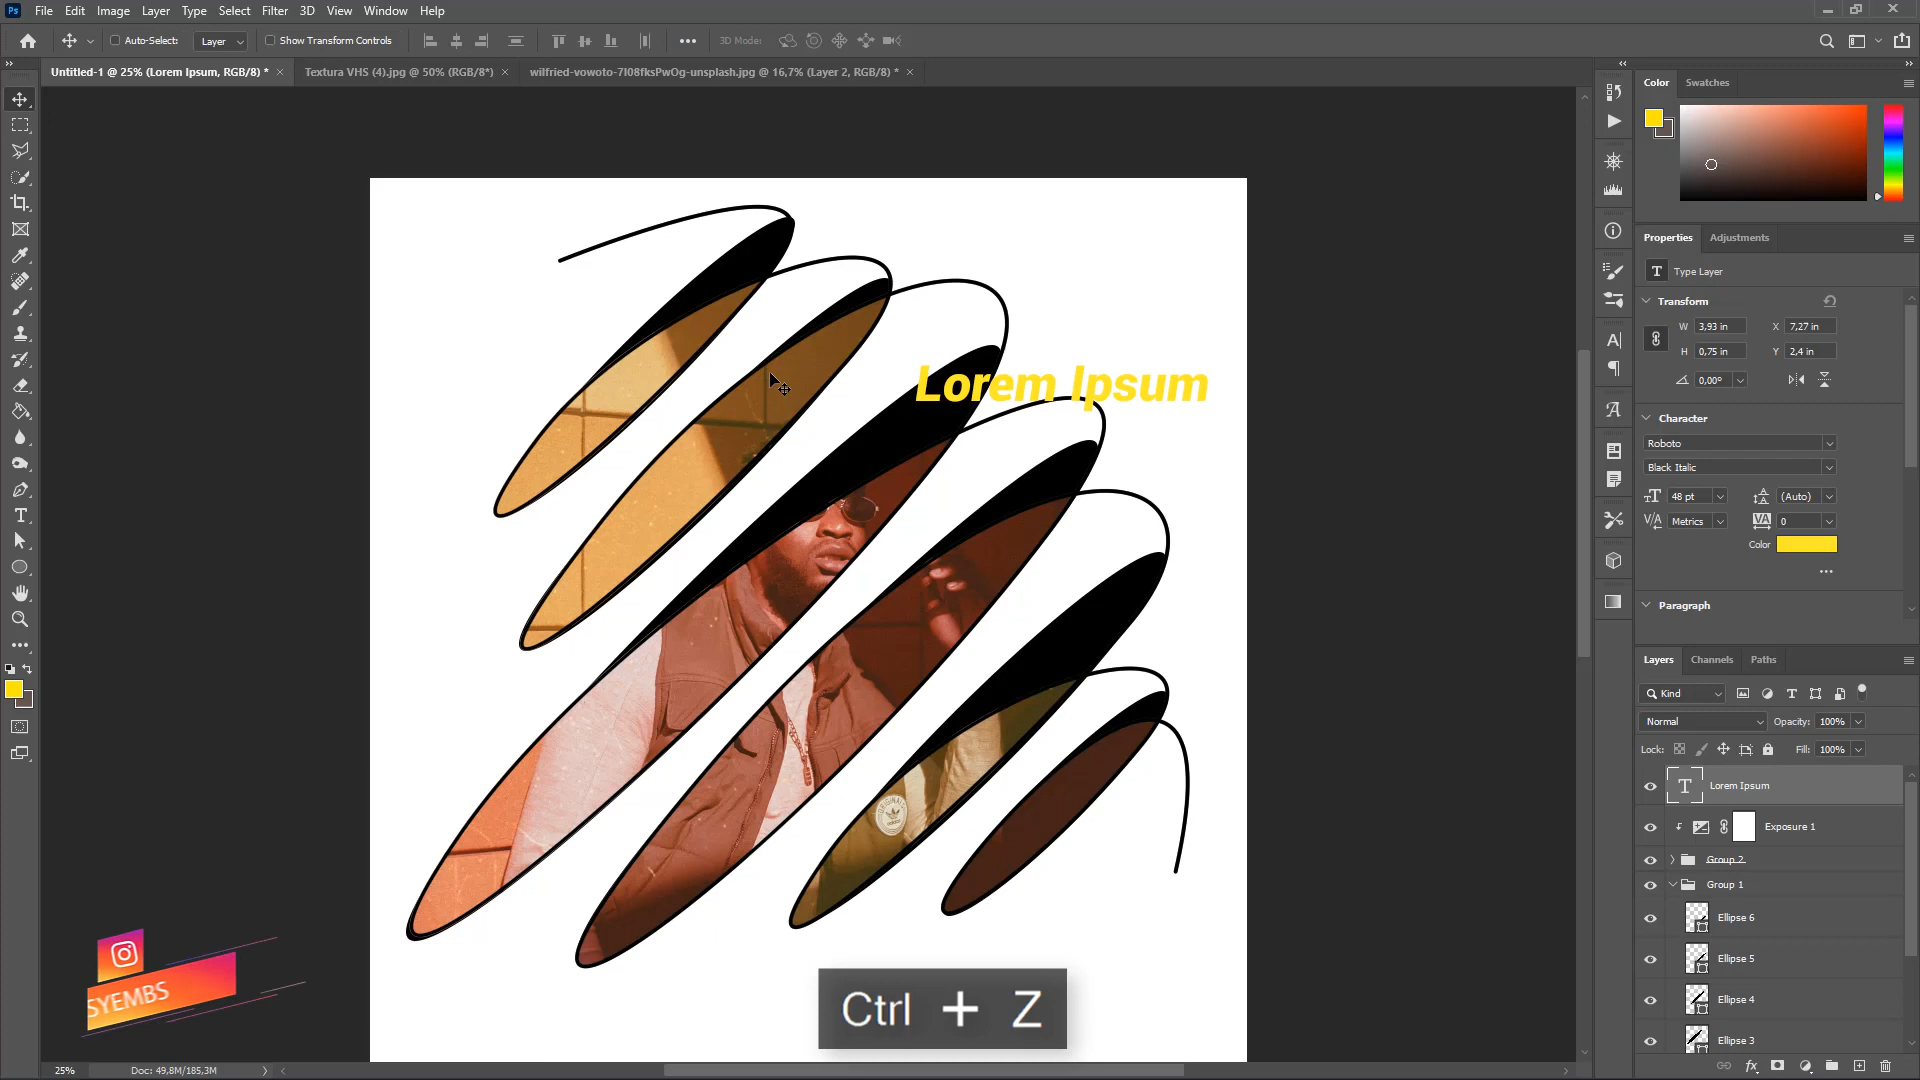 Ps File Edit Image Layer Type Select Filter 3D View Window Help
Auto-Select: Layer Show Transform Controls 3D Mode:
Untitled-1 @ 25% (Lorem Ipsum, RGB/8) * × Textura VHS (4).jpg @ 50% (RGB/8*) × wilfried-vowoto-7I08fksPwOg-unsplash.jpg @ 16,7% (Layer 2, RGB/8) * ×
Color Swatches
Properties Adjustments
T Type Layer
Transform
W 3,93 in X 7,27 in
H 0,75 in Y 2,4 in
0,00°
Character
Roboto
Black Italic
48 pt (Auto)
Metrics 0
Color
Paragraph
Layers Channels Paths
Kind
Normal Opacity: 100%
Lock: Fill: 100%
T Lorem Ipsum
Exposure 1
Group 2
Group 1
Ellipse 6
Ellipse 5
Ellipse 4
Ellipse 3
Lorem Ipsum
ORIGINALS
adidas
SYEMBS
Ctrl + Z
25% Doc: 49,8M/185,3M